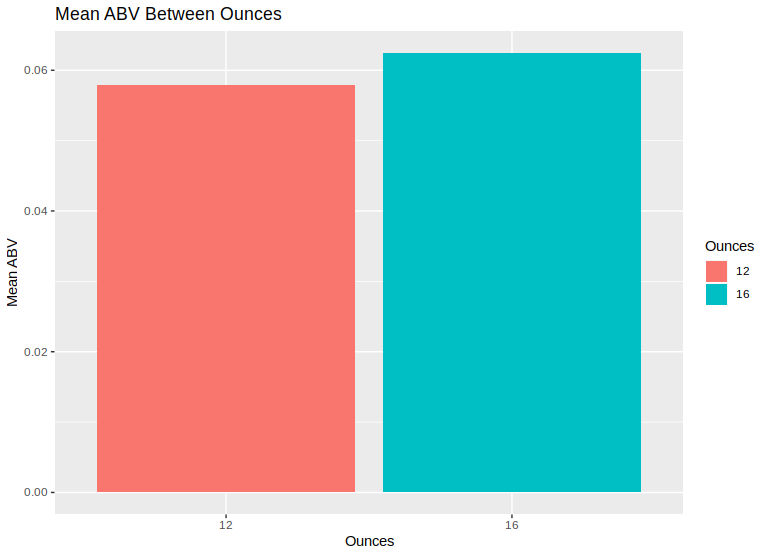 Mean ABV Between Ounces
Mean ABV
0.06
0.04
0.02
0.00
12
16
Ounces
Ounces
12
16